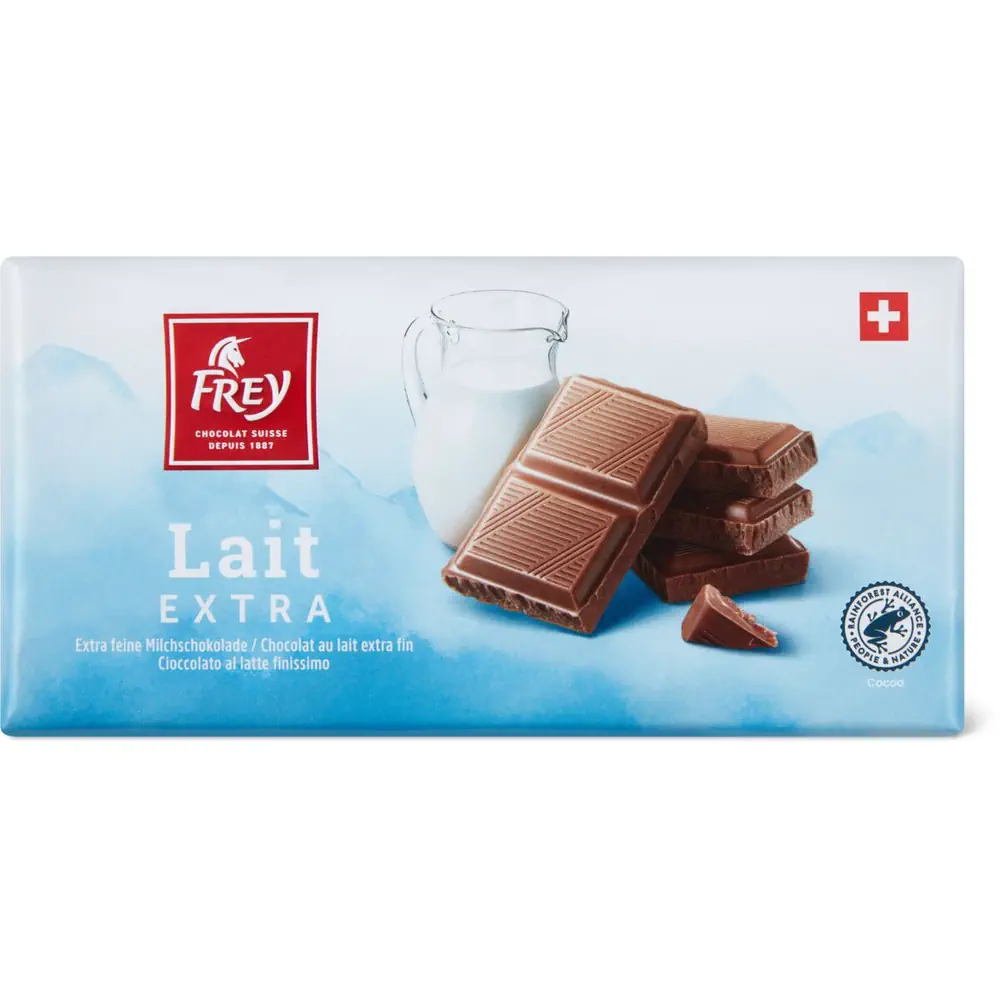 FREY
CHOCOLAT SUISSE
DEPUIS 1887
Lait
EXTRA
Extra feine Milchschokolade / Chocolat au lait extra fin
Cioccolato al latte finissimo
RAINFOREST ALLIANCE
PEOPLE & NATURE
Cocoa